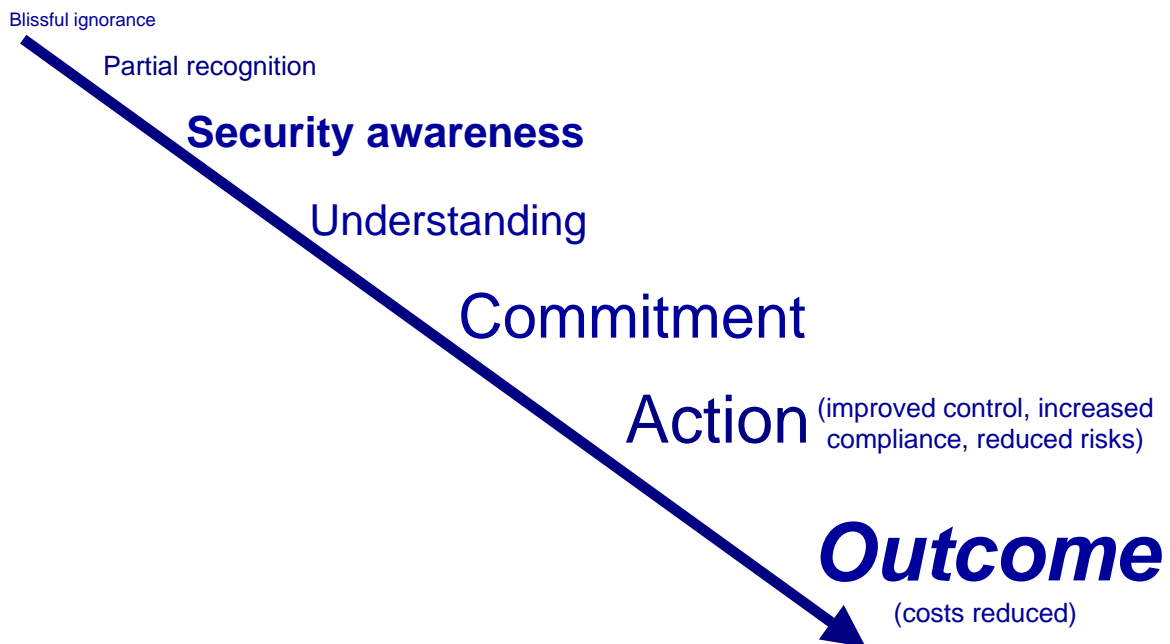 Blissful ignorance
Partial recognition
Security awareness
Understanding
Commitment
Action
(improved control, increased
compliance, reduced risks)
Outcome
(costs reduced)